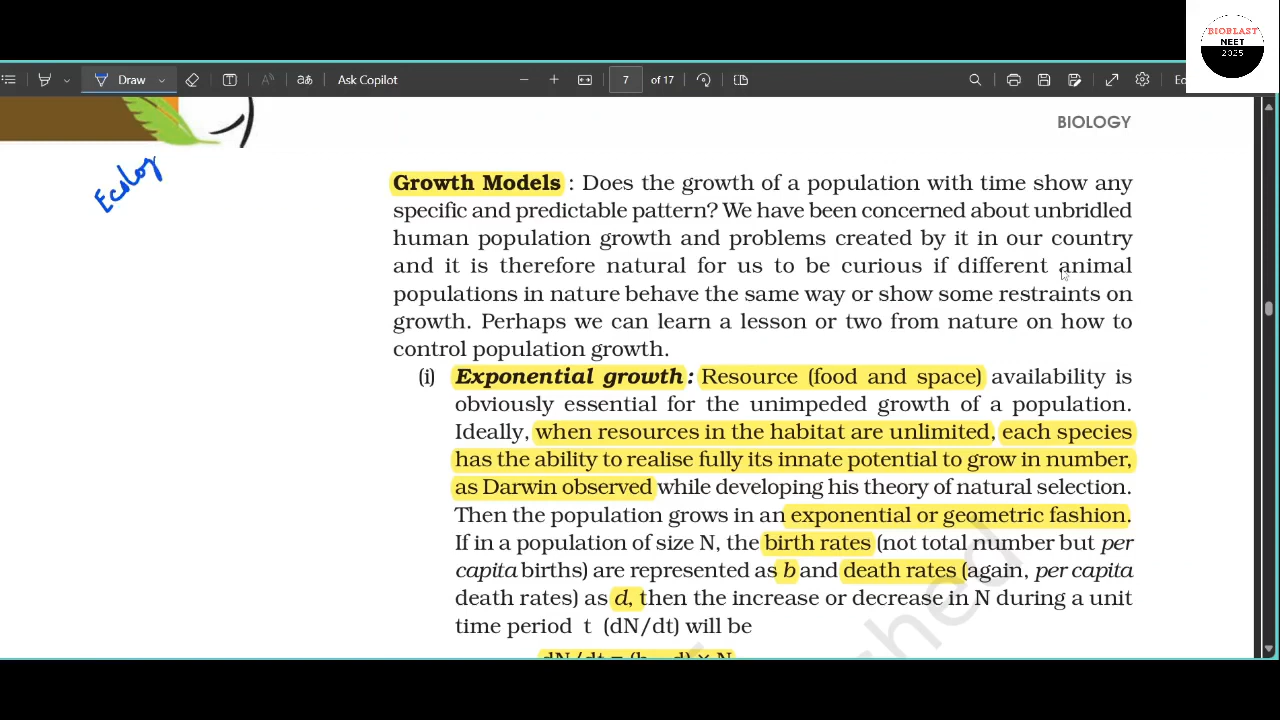 BIOBLAST
NEET
2025
Draw
Ask Copilot
7 of 17
BIOLOGY
Ecology
Growth Models : Does the growth of a population with time show any
specific and predictable pattern? We have been concerned about unbridled
human population growth and problems created by it in our country
and it is therefore natural for us to be curious if different animal
populations in nature behave the same way or show some restraints on
growth. Perhaps we can learn a lesson or two from nature on how to
control population growth.
(i) Exponential growth: Resource (food and space) availability is
obviously essential for the unimpeded growth of a population.
Ideally, when resources in the habitat are unlimited, each species
has the ability to realise fully its innate potential to grow in number,
as Darwin observed while developing his theory of natural selection.
Then the population grows in an exponential or geometric fashion.
If in a population of size N, the birth rates (not total number but per
capita births) are represented as b and death rates (again, per capita
death rates) as d, then the increase or decrease in N during a unit
time period t (dN/dt) will be
dN/dt = (b – d) × N